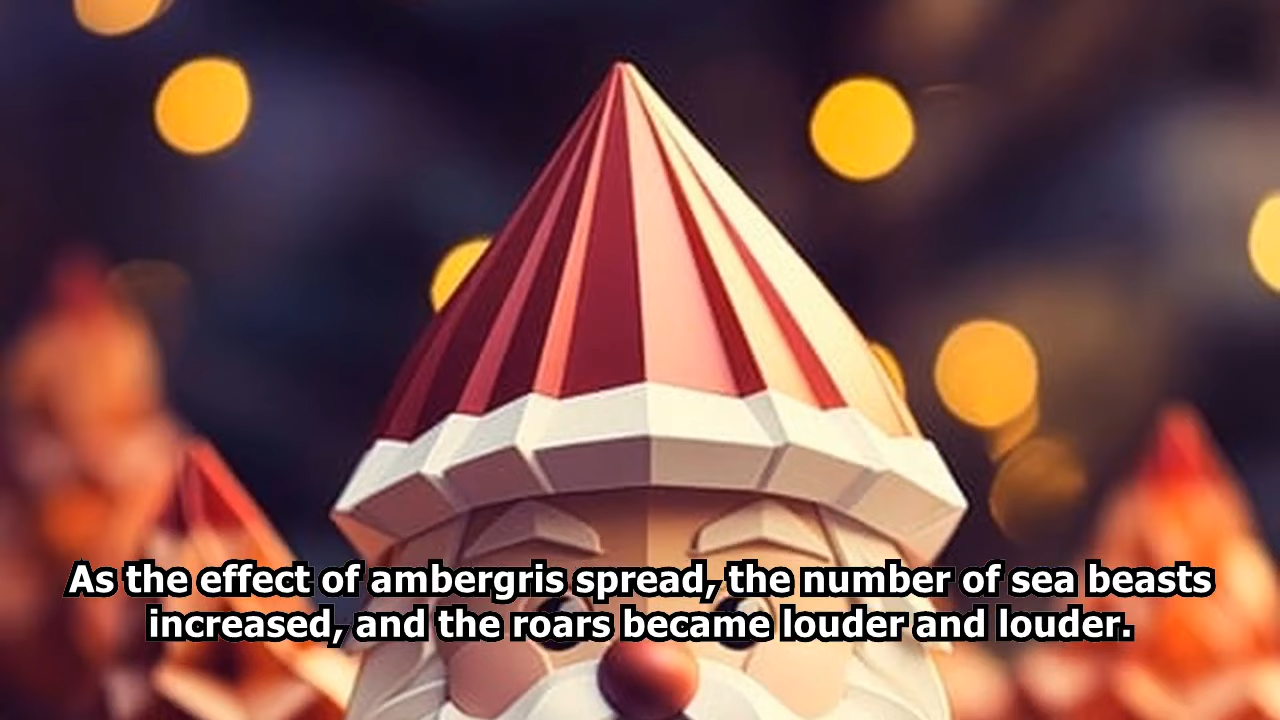 As the effect of ambergris spread, the number of sea beasts
increased, and the roars became louder and louder.